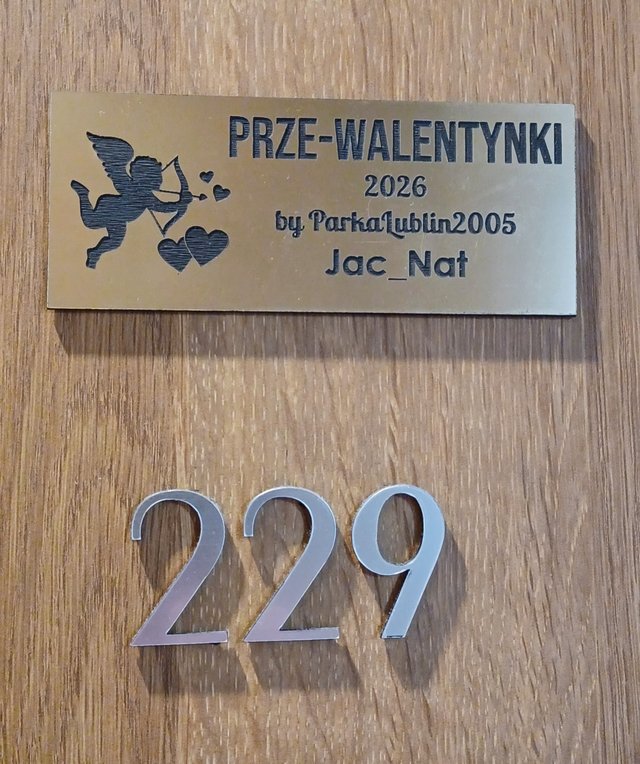 PRZE-WALENTYNKI
2026
by ParkaLublin2005
Jac_Nat
229